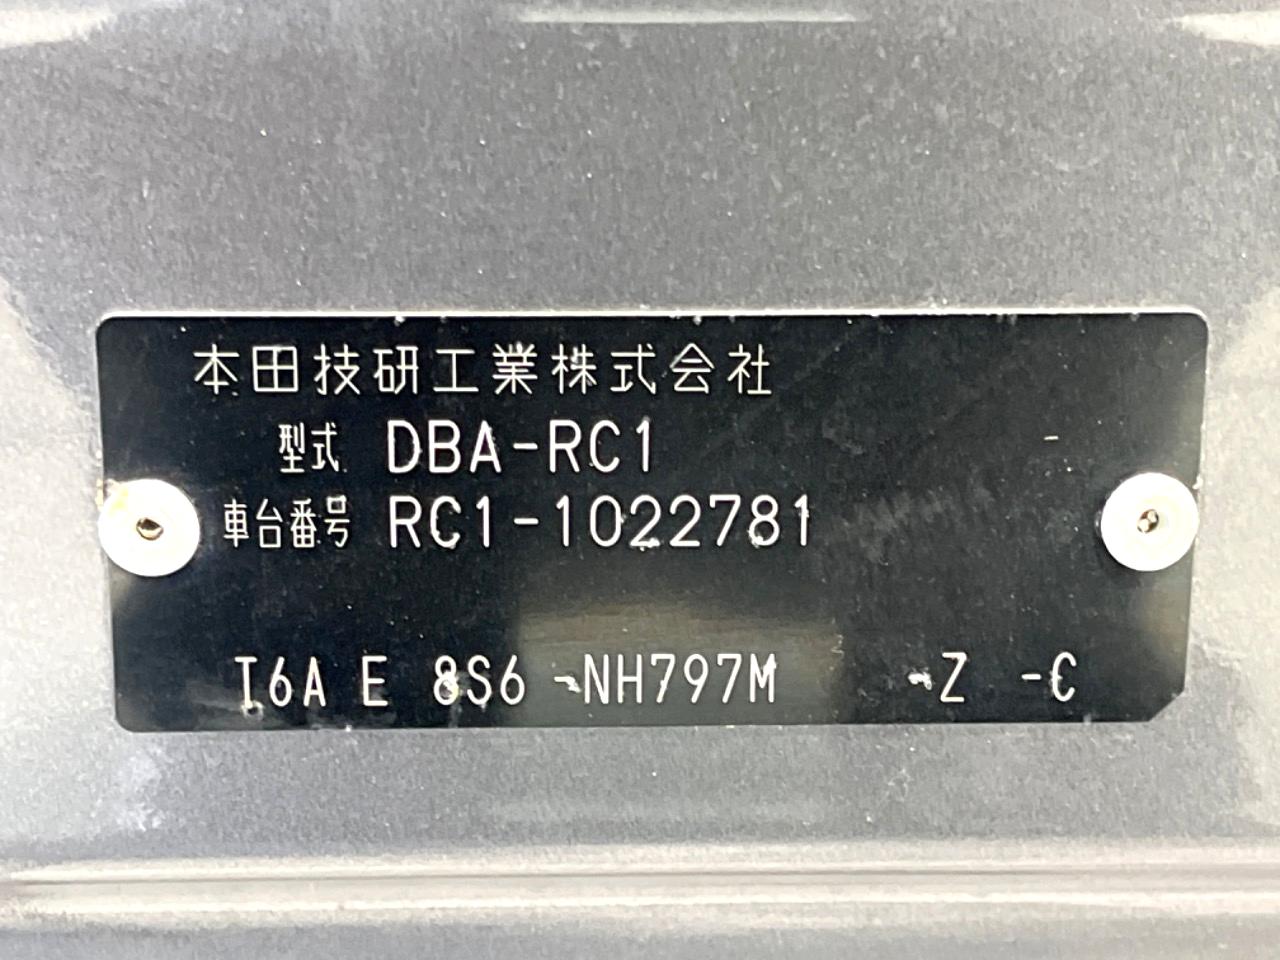 本田技研工業株式会社
型式 DBA-RC1
車台番号 RC1-1022781
T6A E 8S6 -NH797M -Z -C